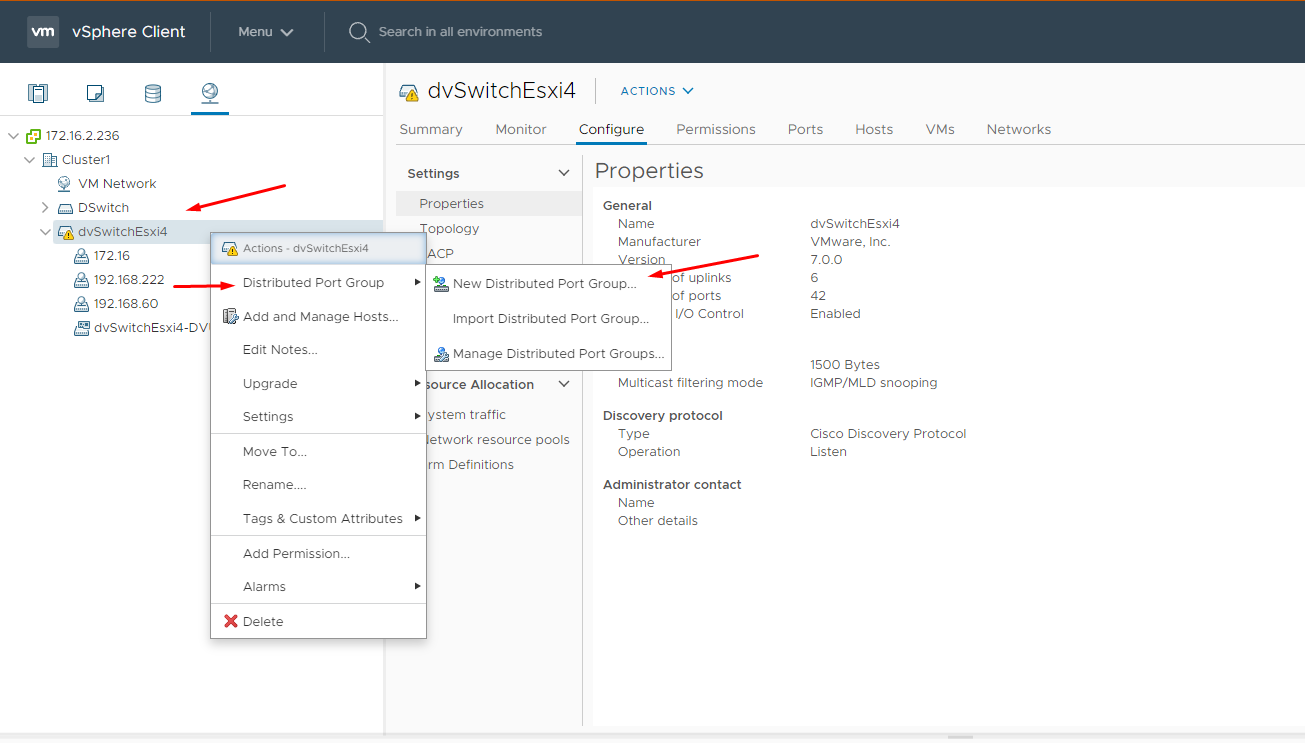 vm vSphere Client Menu Search in all environments
172.16.2.236
Cluster1
VM Network
DSwitch
dvSwitchEsxi4
172.16
192.168.222
192.168.60
dvSwitchEsxi4-DVU
Actions - dvSwitchEsxi4
Distributed Port Group
Add and Manage Hosts...
Edit Notes...
Upgrade
Settings
Move To...
Rename....
Tags & Custom Attributes
Add Permission...
Alarms
Delete
New Distributed Port Group...
Import Distributed Port Group...
Manage Distributed Port Groups...
dvSwitchEsxi4 ACTIONS
Summary Monitor Configure Permissions Ports Hosts VMs Networks
Settings
Properties
Topology
ACP
source Allocation
ystem traffic
Network resource pools
rm Definitions
Properties
General
Name dvSwitchEsxi4
Manufacturer VMware, Inc.
Version 7.0.0
of uplinks 6
of ports 42
I/O Control Enabled
1500 Bytes
Multicast filtering mode IGMP/MLD snooping
Discovery protocol
Type Cisco Discovery Protocol
Operation Listen
Administrator contact
Name
Other details